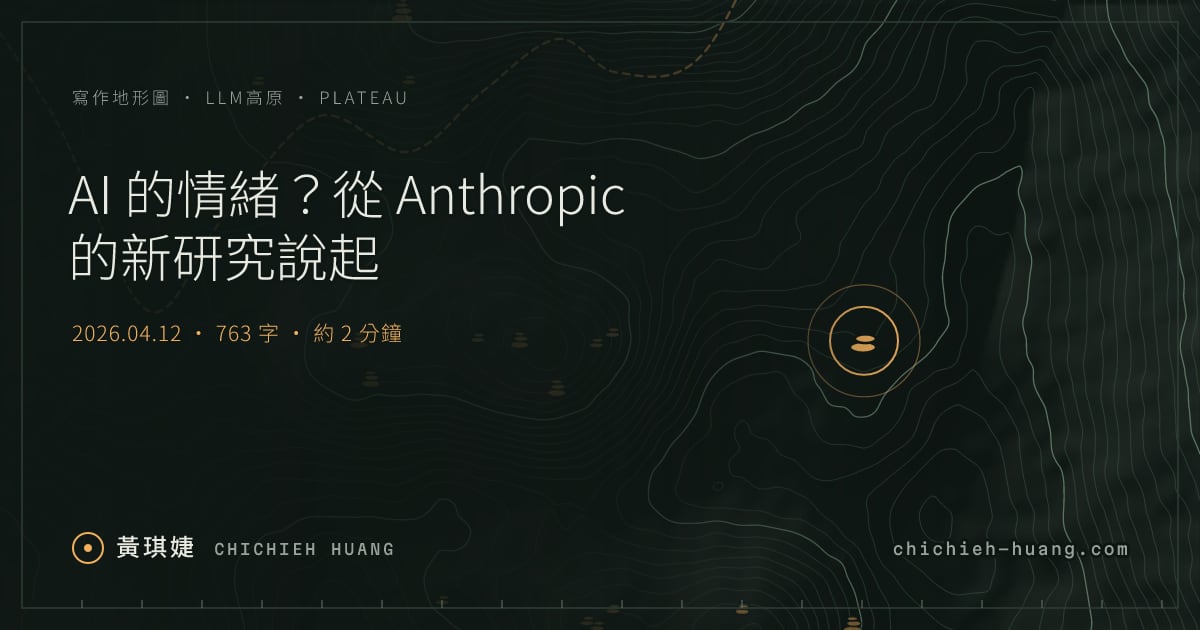 寫作地形圖 · LLM高原 · PLATEAU
AI 的情緒？從 Anthropic
的新研究說起
2026.04.12 · 763 字 · 約 2 分鐘
黃琪婕 CHICHIEH HUANG
chichieh-huang.com